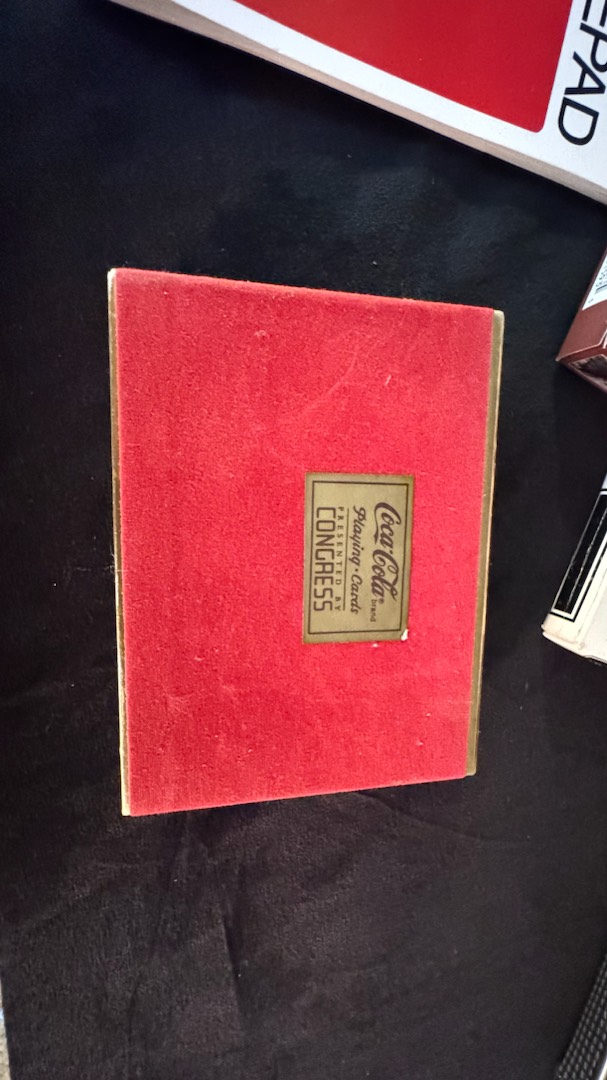 EPAD
Coca-Cola® brand
Playing • Cards
PRESENTED BY
CONGRESS